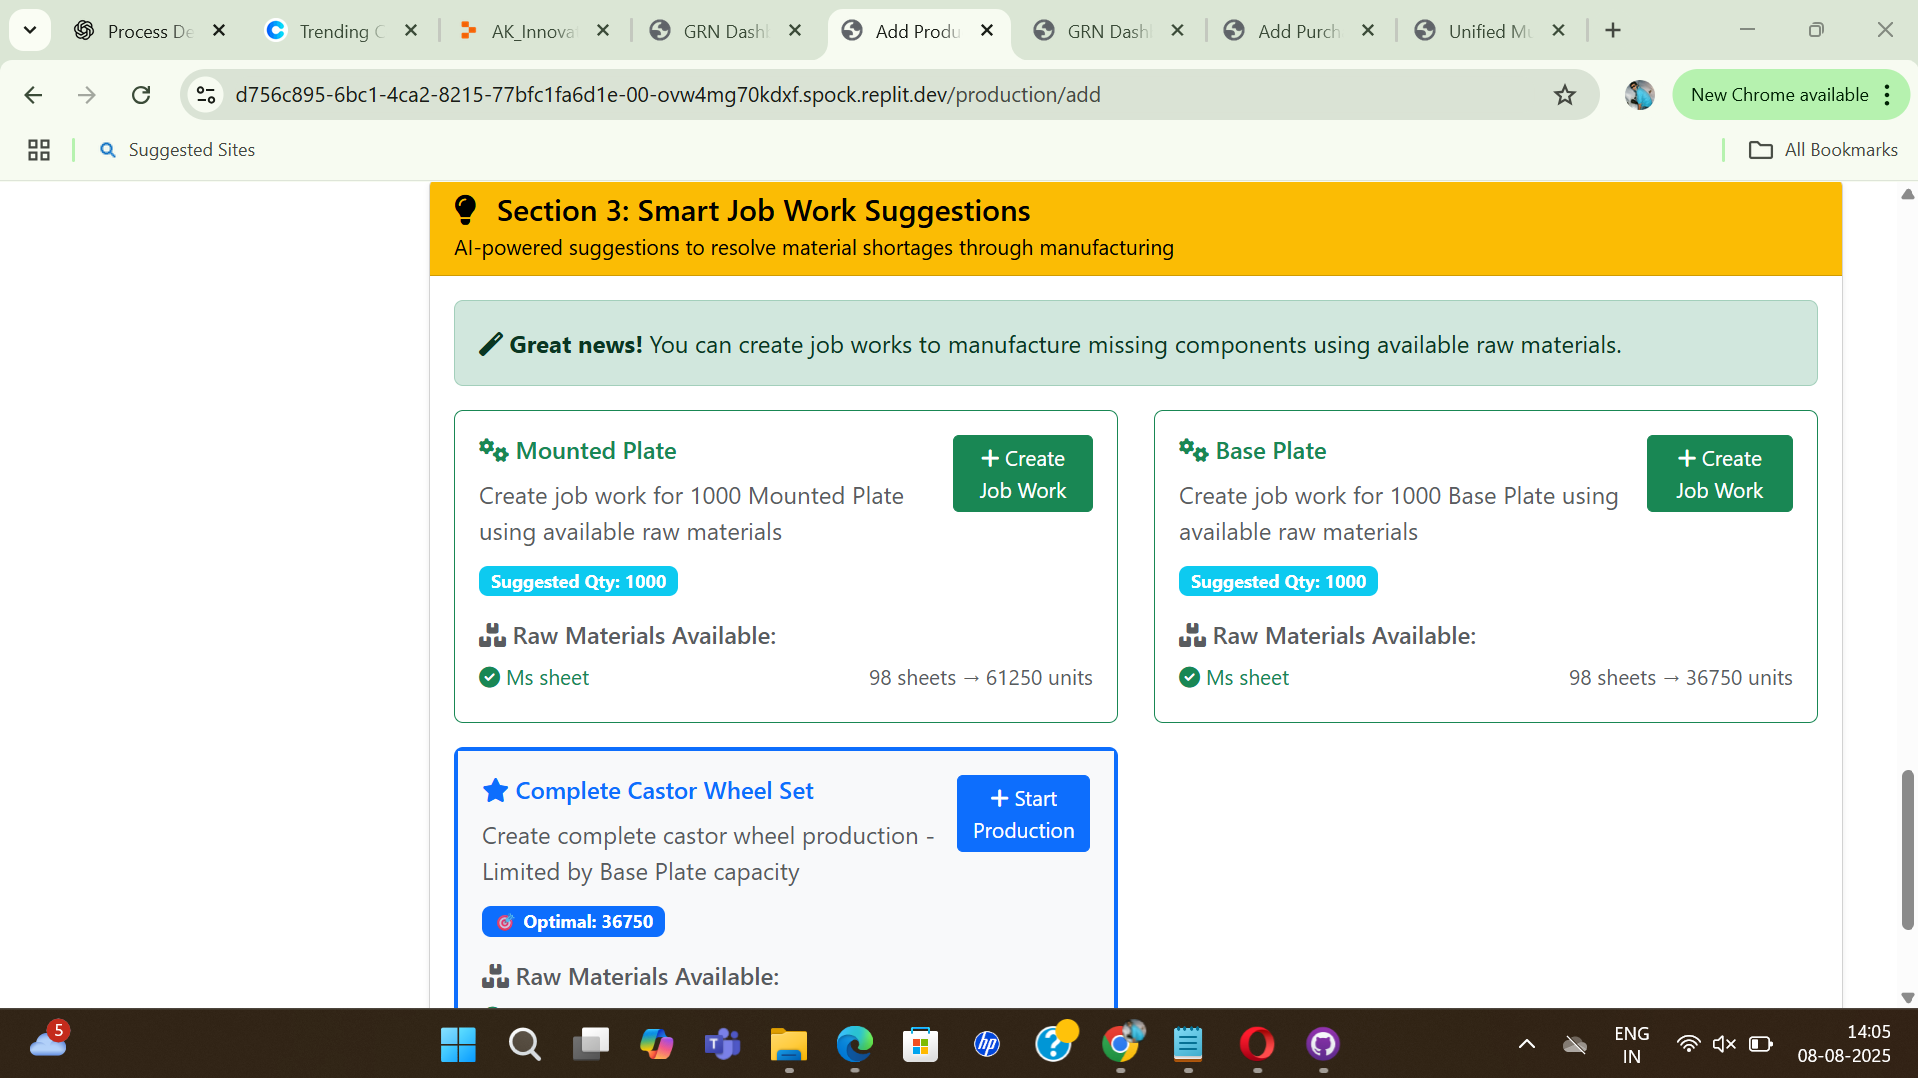 Process De
Trending C
AK_Innova
GRN Dashl
Add Produ
GRN Dashl
Add Purch
Unified Mu
d756c895-6bc1-4ca2-8215-77bfc1fa6d1e-00-ovw4mg70kdxf.spock.replit.dev/production/add
New Chrome available
Suggested Sites
All Bookmarks
Section 3: Smart Job Work Suggestions
AI-powered suggestions to resolve material shortages through manufacturing
Great news! You can create job works to manufacture missing components using available raw materials.
Mounted Plate
+ Create
Job Work
Create job work for 1000 Mounted Plate
using available raw materials
Suggested Qty: 1000
Raw Materials Available:
Ms sheet
98 sheets → 61250 units
Base Plate
+ Create
Job Work
Create job work for 1000 Base Plate using
available raw materials
Suggested Qty: 1000
Raw Materials Available:
Ms sheet
98 sheets → 36750 units
Complete Castor Wheel Set
+ Start
Production
Create complete castor wheel production -
Limited by Base Plate capacity
Optimal: 36750
Raw Materials Available:
5
hp
ENG
IN
14:05
08-08-2025